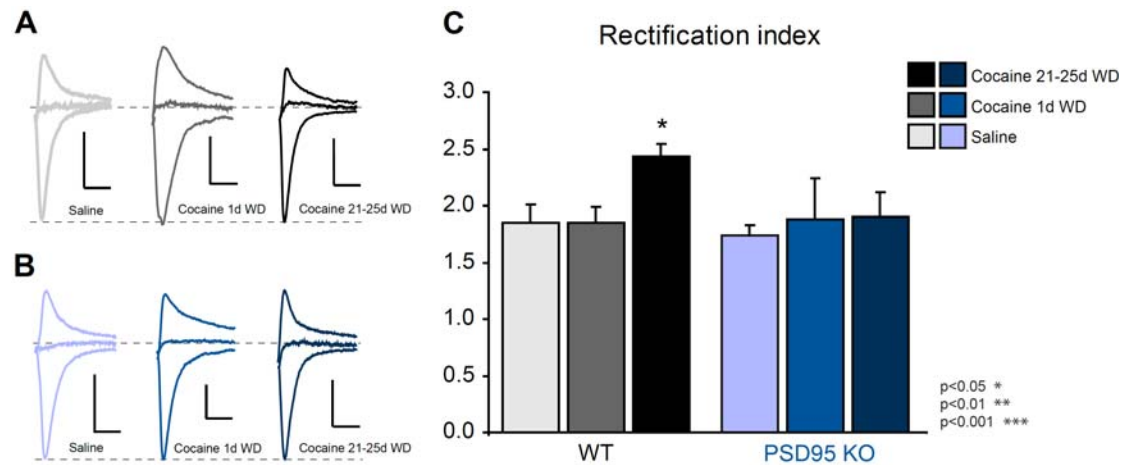 A
Saline
Cocaine 1d WD
Cocaine 21-25d WD
B
Saline
Cocaine 1d WD
Cocaine 21-25d WD
C
Rectification index
Cocaine 21-25d WD
Cocaine 1d WD
Saline
3.0
2.5
2.0
1.5
1.0
0.5
0.0
*
WT
PSD95 KO
p<0.05 *
p<0.01 **
p<0.001 ***